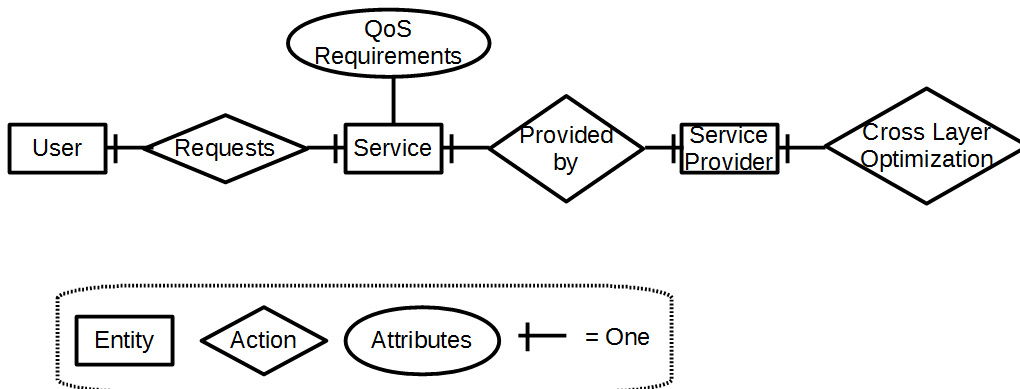 QoS
Requirements
User
Requests
Service
Provided
by
Service
Provider
Cross Layer
Optimization
Entity
Action
Attributes
= One